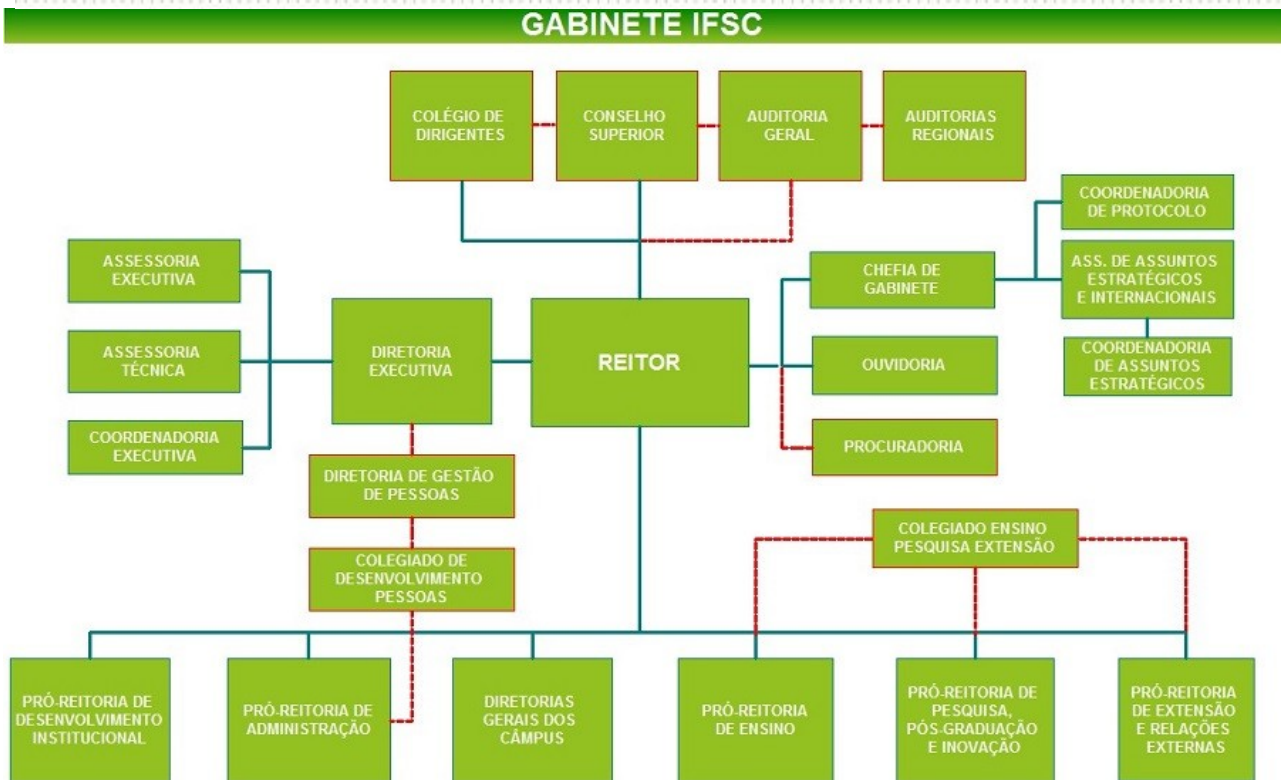 GABINETE IFSC
COLÉGIO DE
DIRIGENTES
CONSELHO
SUPERIOR
AUDITORIA
GERAL
AUDITORIAS
REGIONAIS
COORDENADORIA
DE PROTOCOLO
ASSESSORIA
EXECUTIVA
CHEFIA DE
GABINETE
ASS. DE ASSUNTOS
ESTRATÉGICOS
E INTERNACIONAIS
ASSESSORIA
TÉCNICA
DIRETORIA
EXECUTIVA
REITOR
OUVIDORIA
COORDENADORIA
DE ASSUNTOS
ESTRATÉGICOS
COORDENADORIA
EXECUTIVA
PROCURADORIA
DIRETORIA DE GESTÃO
DE PESSOAS
COLEGIADO ENSINO
PESQUISA EXTENSÃO
COLEGIADO DE
DESENVOLVIMENTO
PESSOAS
PRÓ-REITORIA DE
DESENVOLVIMENTO
INSTITUCIONAL
PRÓ-REITORIA DE
ADMINISTRAÇÃO
DIRETORIAS
GERAIS DOS
CÂMPUS
PRÓ-REITORIA
DE ENSINO
PRÓ-REITORIA DE
PESQUISA,
PÓS-GRADUAÇÃO
E INOVAÇÃO
PRÓ-REITORIA
DE EXTENSÃO
E RELAÇÕES
EXTERNAS